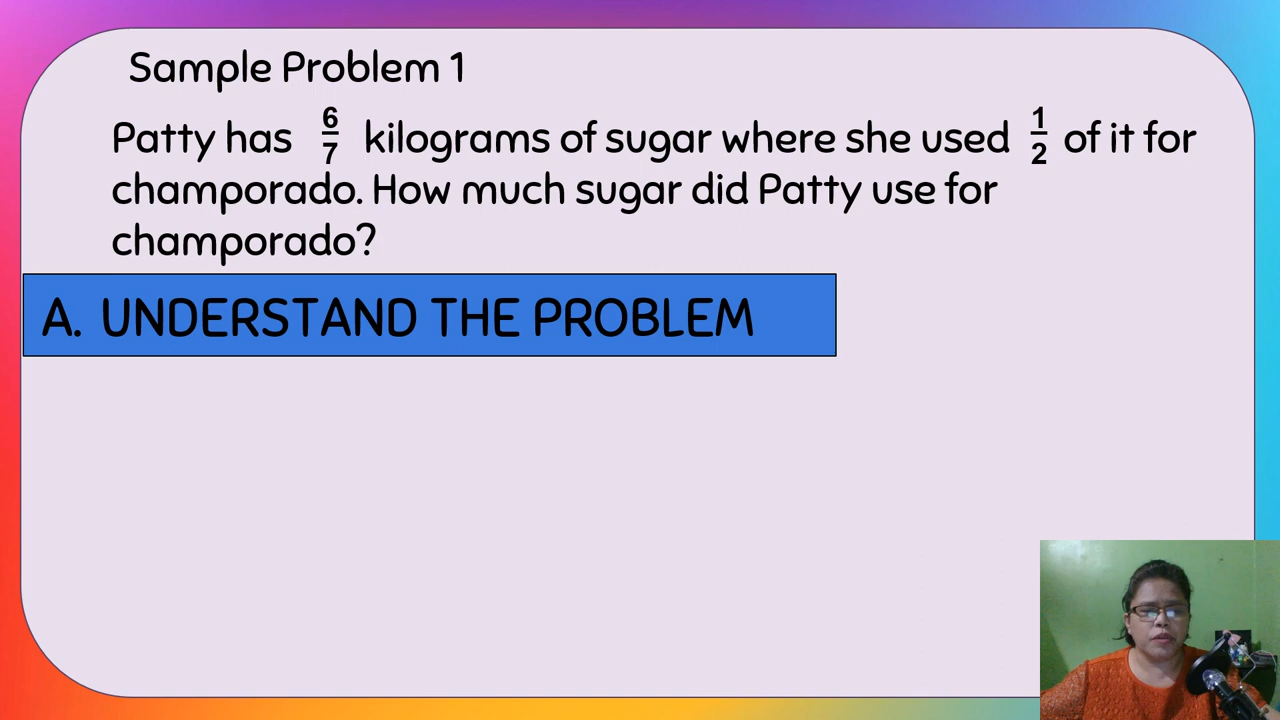 Sample Problem 1
Patty has 6/7 kilograms of sugar where she used 1/2 of it for
champorado. How much sugar did Patty use for
champorado?
A. UNDERSTAND THE PROBLEM